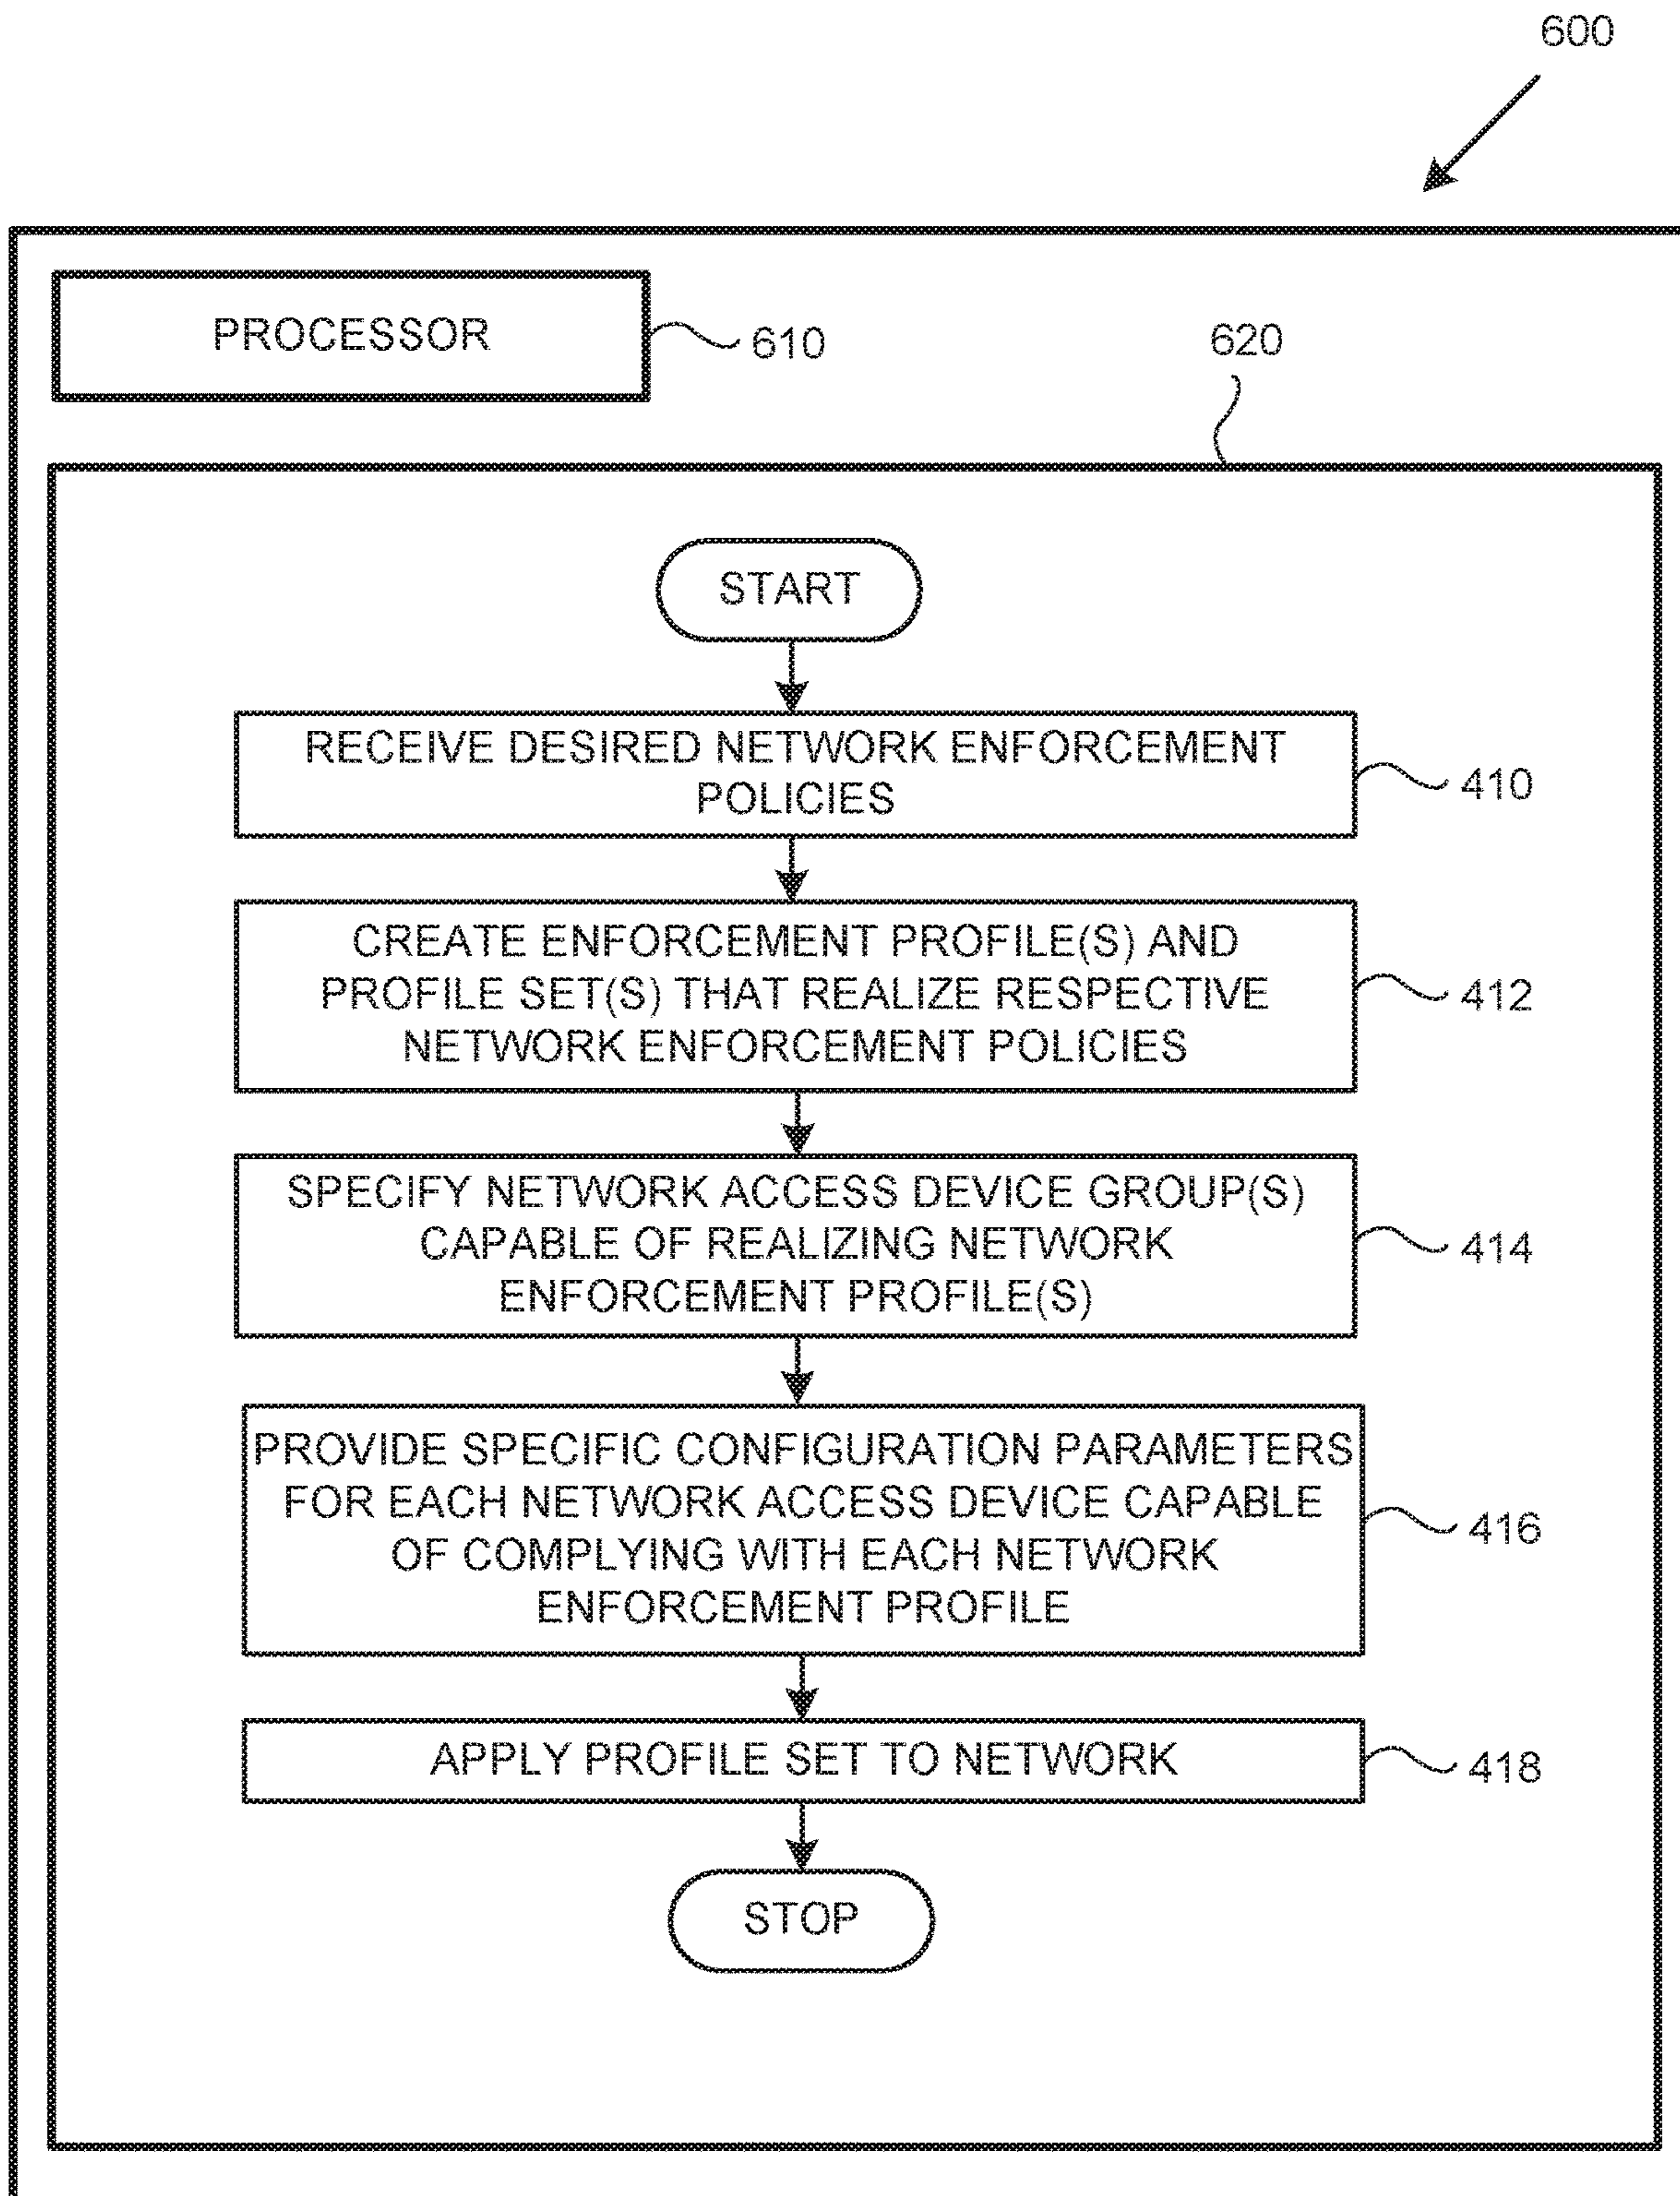 600
PROCESSOR
610
620
START
RECEIVE DESIRED NETWORK ENFORCEMENT
POLICIES
410
CREATE ENFORCEMENT PROFILE(S) AND
PROFILE SET(S) THAT REALIZE RESPECTIVE
NETWORK ENFORCEMENT POLICIES
412
SPECIFY NETWORK ACCESS DEVICE GROUP(S)
CAPABLE OF REALIZING NETWORK
ENFORCEMENT PROFILE(S)
414
PROVIDE SPECIFIC CONFIGURATION PARAMETERS
FOR EACH NETWORK ACCESS DEVICE CAPABLE
OF COMPLYING WITH EACH NETWORK
ENFORCEMENT PROFILE
416
APPLY PROFILE SET TO NETWORK
418
STOP